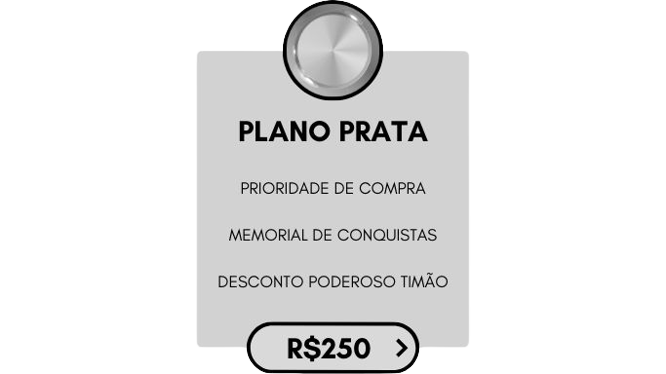 PLANO PRATA
PRIORIDADE DE COMPRA
MEMORIAL DE CONQUISTAS
DESCONTO PODEROSO TIMÃO
R$250